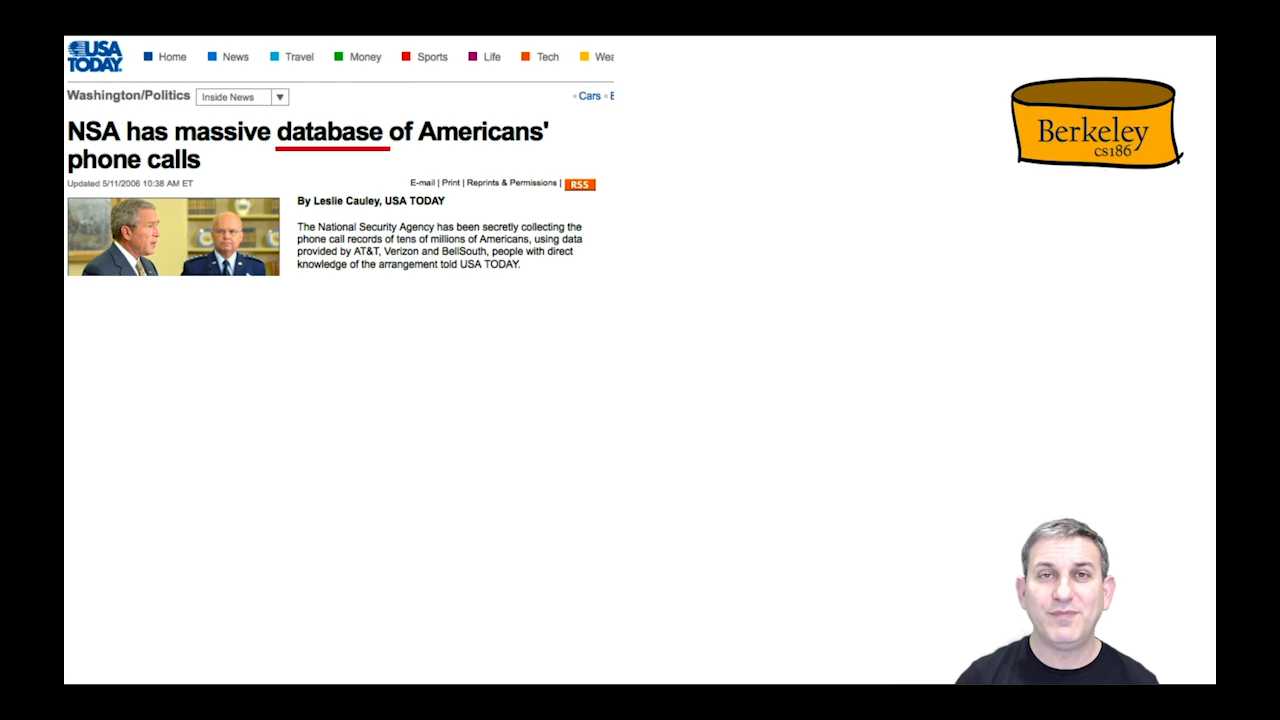 USA
TODAY.
Home News Travel Money Sports Life Tech Wea
Washington/Politics Inside News
Cars
NSA has massive database of Americans'
phone calls
Updated 5/11/2006 10:38 AM ET
E-mail | Print | Reprints & Permissions | RSS
By Leslie Cauley, USA TODAY
The National Security Agency has been secretly collecting the
phone call records of tens of millions of Americans, using data
provided by AT&T, Verizon and BellSouth, people with direct
knowledge of the arrangement told USA TODAY.
Berkeley
cs186